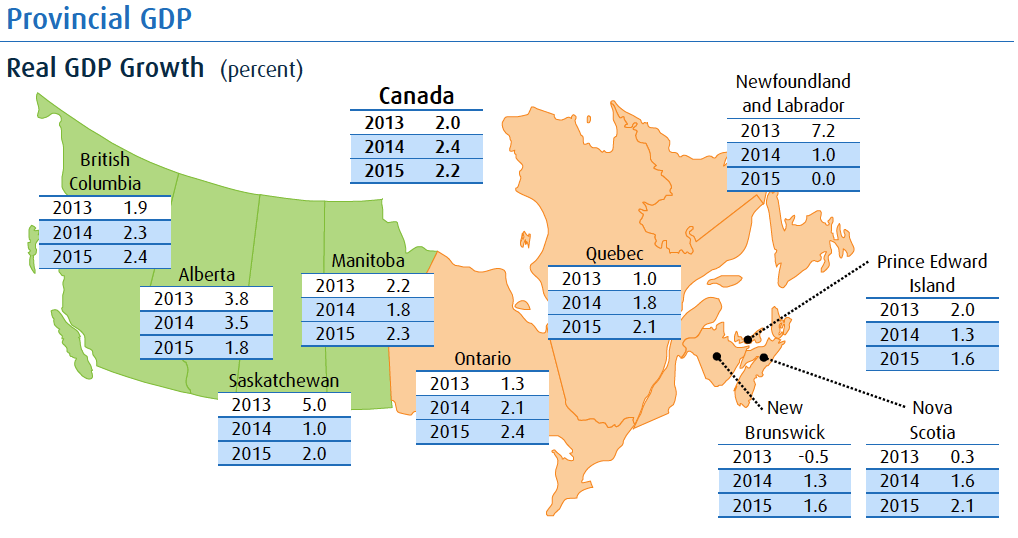 Provincial GDP
Real GDP Growth (percent)
Canada
2013 2.0
2014 2.4
2015 2.2
Newfoundland
and Labrador
2013 7.2
2014 1.0
2015 0.0
British
Columbia
2013 1.9
2014 2.3
2015 2.4
Alberta
2013 3.8
2014 3.5
2015 1.8
Manitoba
2013 2.2
2014 1.8
2015 2.3
Quebec
2013 1.0
2014 1.8
2015 2.1
Prince Edward
Island
2013 2.0
2014 1.3
2015 1.6
Saskatchewan
2013 5.0
2014 1.0
2015 2.0
Ontario
2013 1.3
2014 2.1
2015 2.4
New
Brunswick
2013 -0.5
2014 1.3
2015 1.6
Nova
Scotia
2013 0.3
2014 1.6
2015 2.1